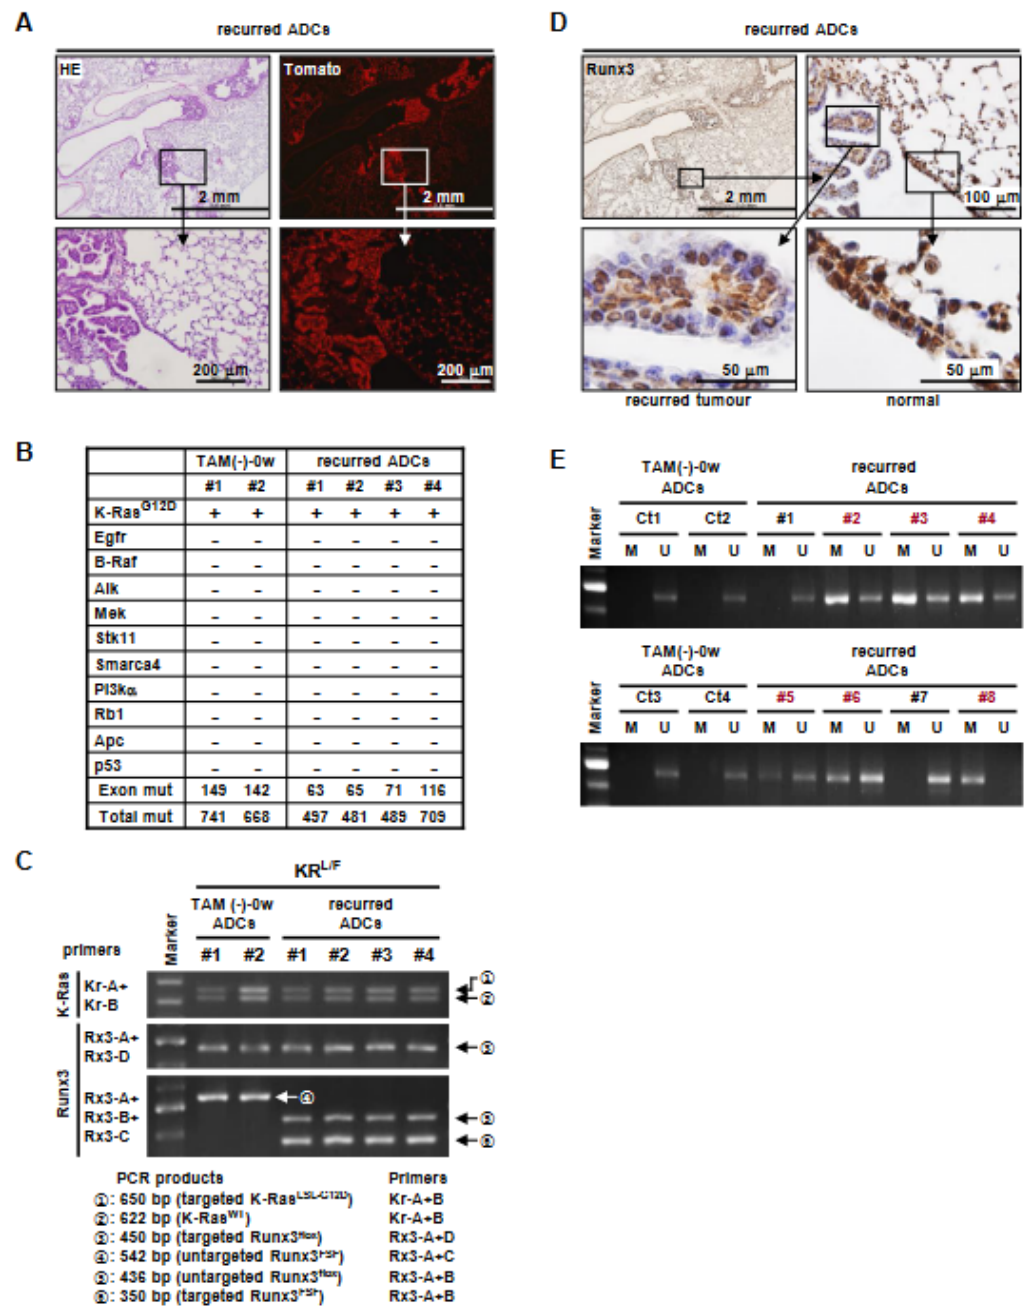 A
recurred ADCs
HE
Tomato
2 mm
2 mm
200 µm
200 µm
D
recurred ADCs
Runx3
2 mm
100 µm
50 µm
50 µm
recurred tumour
normal
B
TAM(-)-0w recurred ADCs
#1 #2 #1 #2 #3 #4
K-Ras^G12D + + + + + +
Egfr - - - - - -
B-Raf - - - - - -
Alk - - - - - -
Mek - - - - - -
Stk11 - - - - - -
Smarca4 - - - - - -
PI3kα - - - - - -
Rb1 - - - - - -
Apc - - - - - -
p53 - - - - - -
Exon mut 149 142 63 65 71 116
Total mut 741 668 497 481 489 709
E
TAM(-)-0w ADCs
recurred ADCs
Marker
Ct1 Ct2 #1 #2 #3 #4
M U M U M U M U M U M U
TAM(-)-0w ADCs
recurred ADCs
Marker
Ct3 Ct4 #5 #6 #7 #8
M U M U M U M U M U M U
C
KR^L/F
TAM (-)-0w ADCs
recurred ADCs
primers
Marker
#1 #2 #1 #2 #3 #4
K-Ras
Kr-A+
Kr-B
①
②
Runx3
Rx3-A+
Rx3-D
③
Rx3-A+
Rx3-B+
Rx3-C
④
⑤
⑥
PCR products Primers
①: 650 bp (targeted K-Ras^LSL-G12D) Kr-A+B
②: 622 bp (K-Ras^WT) Kr-A+B
③: 450 bp (targeted Runx3^flox) Rx3-A+D
④: 542 bp (untargeted Runx3^FSF) Rx3-A+C
⑤: 436 bp (untargeted Runx3^flox) Rx3-A+B
⑥: 350 bp (targeted Runx3^FSF) Rx3-A+B